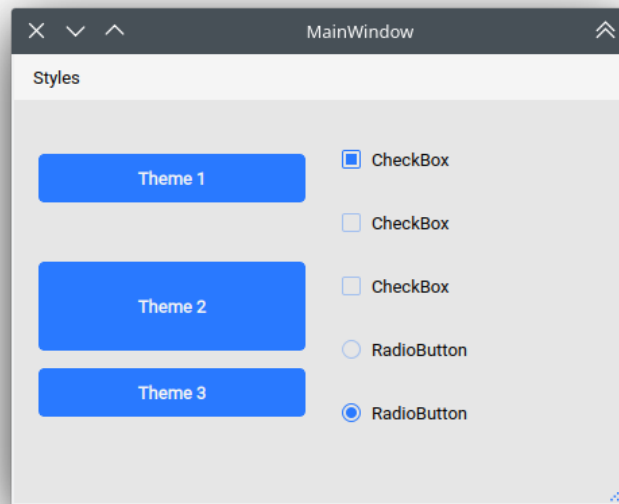 MainWindow
Styles
Theme 1
Theme 2
Theme 3
CheckBox
CheckBox
CheckBox
RadioButton
RadioButton